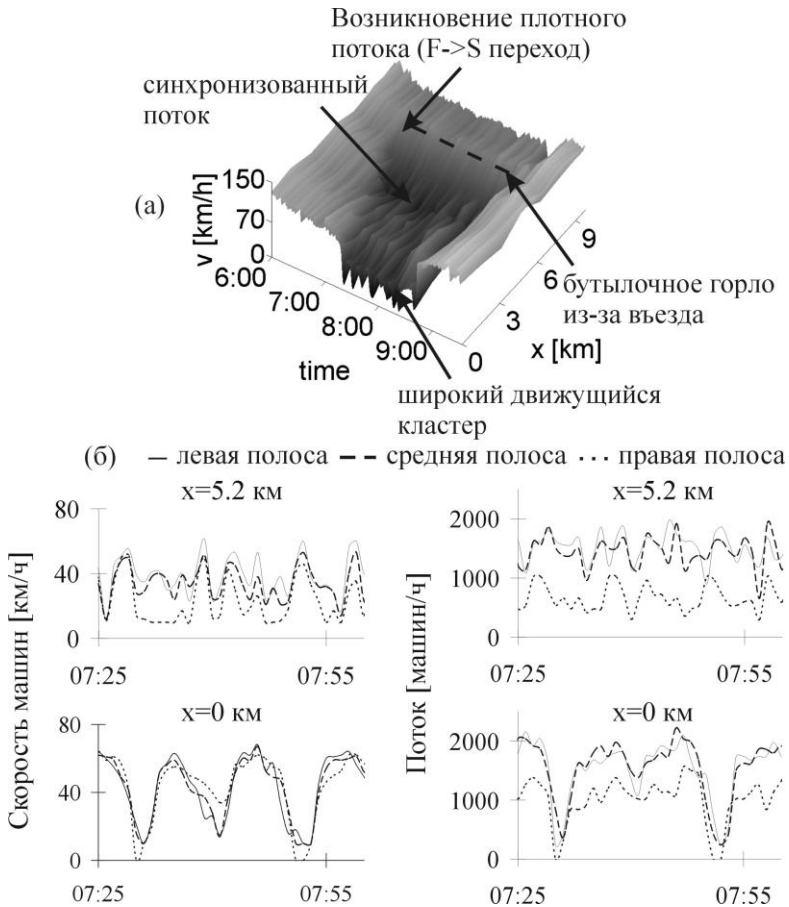 Возникновение плотного
потока (F->S переход)
синхронизованный
поток
(а)
v [km/h]
150
70
0
6:00
7:00
8:00
9:00
time
0
3
6
9
x [km]
бутылочное горло
из-за въезда
широкий движущийся
кластер
(б) — левая полоса – – средняя полоса ··· правая полоса
x=5.2 км
x=5.2 км
Скорость машин [км/ч]
80
40
0
07:25
07:55
Поток [машин/ч]
2000
1000
0
07:25
07:55
x=0 км
x=0 км
80
40
0
07:25
07:55
2000
1000
0
07:25
07:55